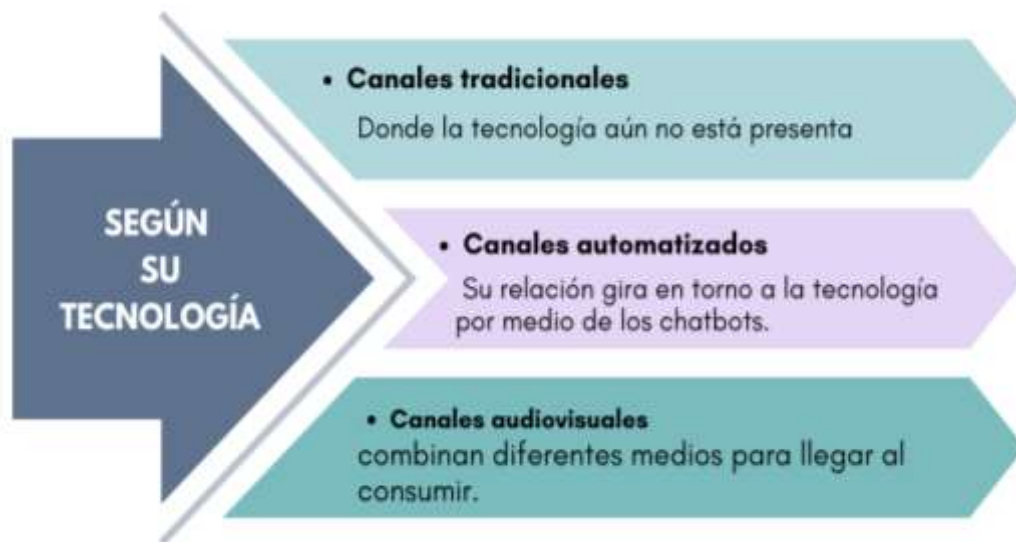 SEGÚN
SU
TECNOLOGÍA
• Canales tradicionales
Donde la tecnología aún no está presenta
• Canales automatizados
Su relación gira en torno a la tecnología
por medio de los chatbots.
• Canales audiovisuales
combinan diferentes medios para llegar al
consumir.